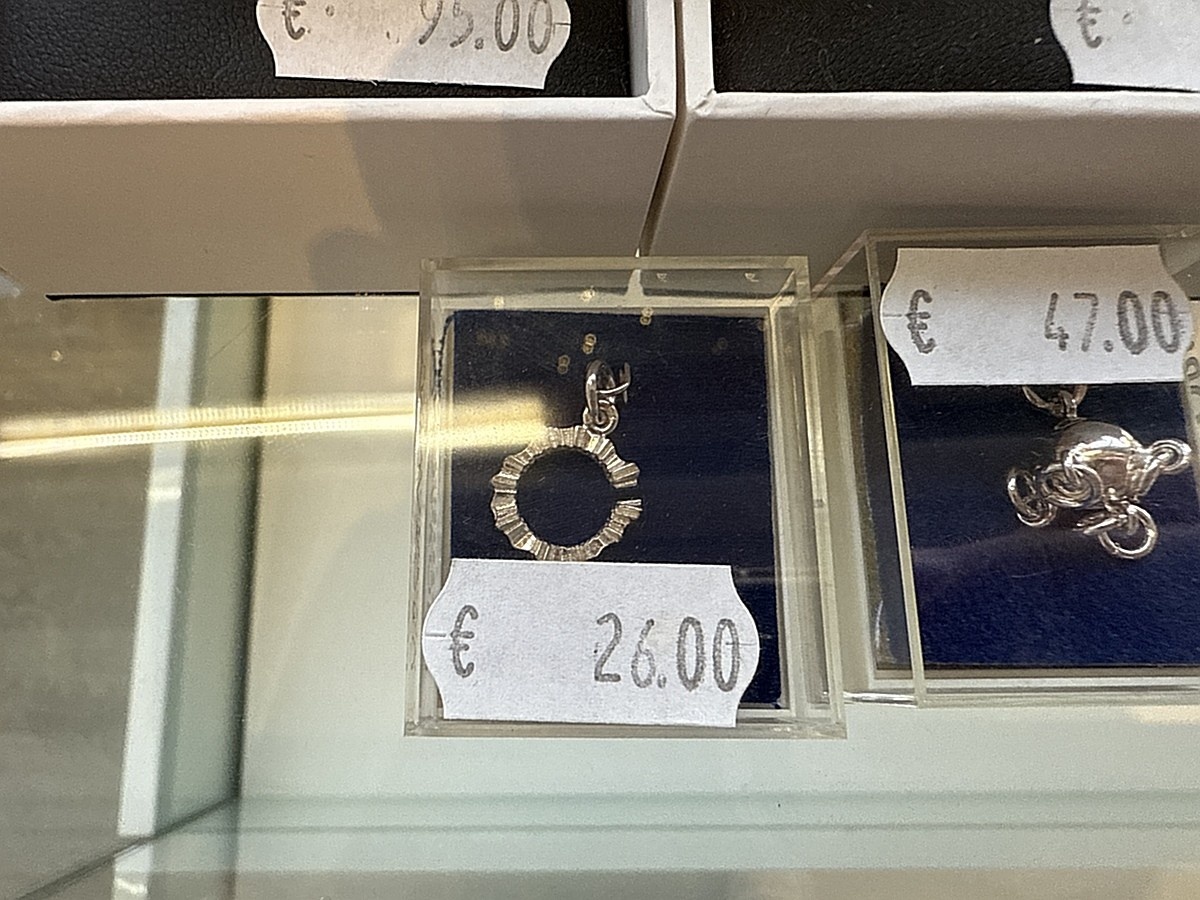 € 95.00
€
€ 47.00
€ 26.00